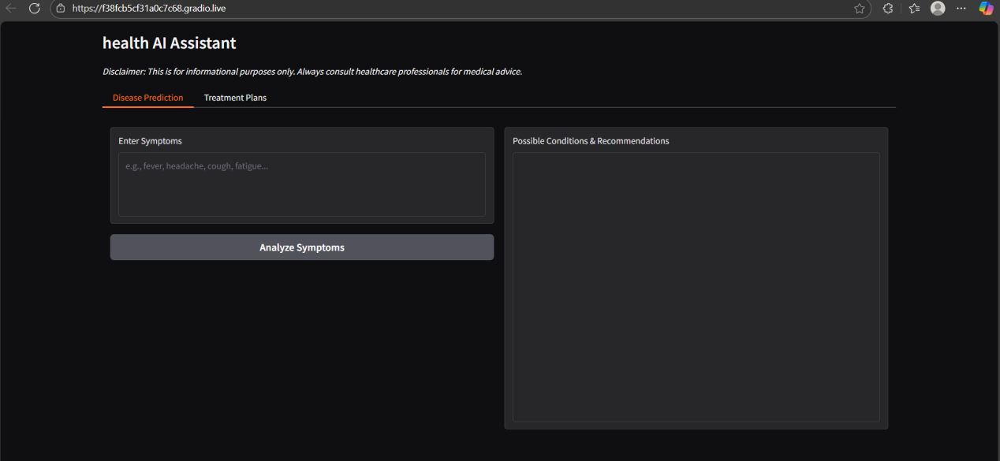 https://f38fcb5cf31a0c7c68.gradio.live
health AI Assistant
Disclaimer: This is for informational purposes only. Always consult healthcare professionals for medical advice.
Disease Prediction
Treatment Plans
Enter Symptoms
e.g., fever, headache, cough, fatigue...
Analyze Symptoms
Possible Conditions & Recommendations